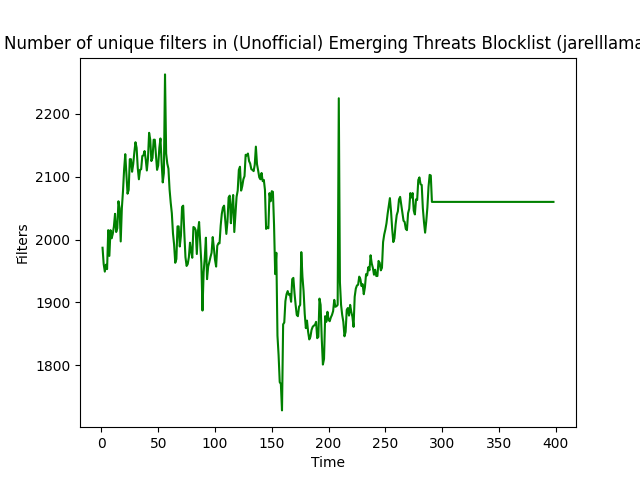 Number of unique filters in (Unofficial) Emerging Threats Blocklist (jarelllama
2200
2100
2000
1900
1800
Filters
0 50 100 150 200 250 300 350 400
Time